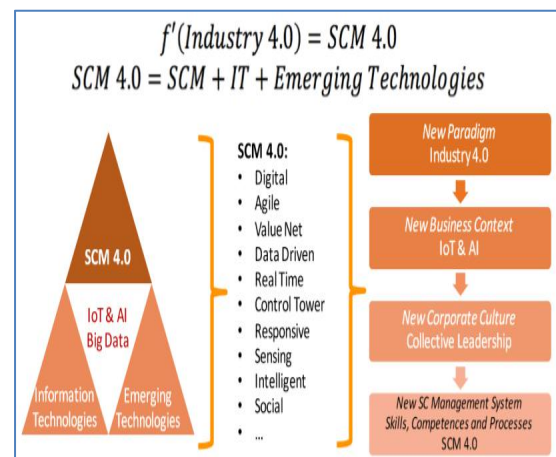 f'(Industry 4.0) = SCM 4.0
SCM 4.0 = SCM + IT + Emerging Technologies
SCM 4.0
IoT & AI
Big Data
Information
Technologies
Emerging
Technologies
SCM 4.0:
• Digital
• Agile
• Value Net
• Data Driven
• Real Time
• Control Tower
• Responsive
• Sensing
• Intelligent
• Social
• ...
New Paradigm
Industry 4.0
New Business Context
IoT & AI
New Corporate Culture
Collective Leadership
New SC Management System
Skills, Competences and Processes
SCM 4.0